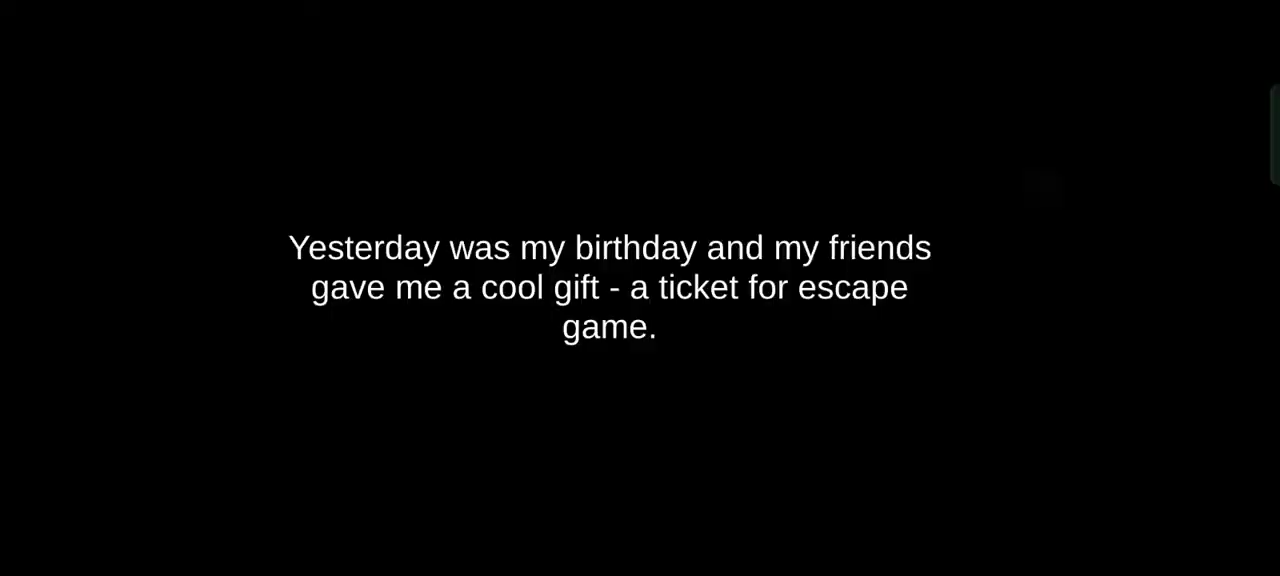 Yesterday was my birthday and my friends
gave me a cool gift - a ticket for escape
game.